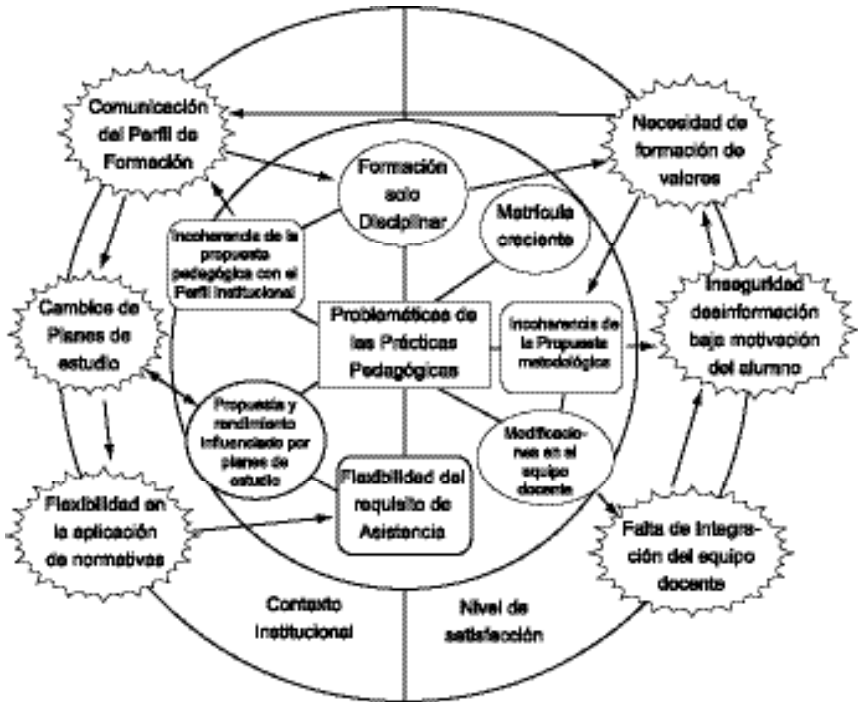 Comunicación
del Perfil de
Formación
Necesidad de
formación de
valores
Formación
solo
Disciplinar
Matrícula
creciente
Incoherencia de la
propuesta
pedagógica con el
Perfil Institucional
Cambios de
Planes de
estudio
Problemáticas de
las Prácticas
Pedagógicas
Incoherencia de
la Propuesta
metodológica
Inseguridad
desinformación
baja motivación
del alumno
Propuesta y
rendimiento
influenciado por
planes de
estudio
Modificacio-
nes en el
equipo
docente
Flexibilidad en
la aplicación
de normativas
Flexibilidad del
requisito de
Asistencia
Falta de Integra-
ción del equipo
docente
Contexto
Institucional
Nivel de
satisfacción